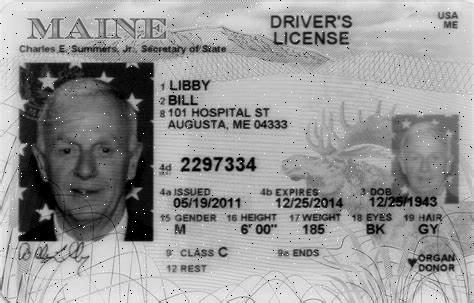 MAINE
DRIVER'S
LICENSE
USA
ME
Charles E. Summers, Jr., Secretary of State
1 LIBBY
2 BILL
8 101 HOSPITAL ST
AUGUSTA, ME 04333
4d 2297334
4a ISSUED 4b EXPIRES 3 DOB
05/19/2011 12/25/2014 12/25/1943
15 GENDER 16 HEIGHT 17 WEIGHT 18 EYES 19 HAIR
M 6' 00" 185 BK GY
9 CLASS C 9a ENDS
12 REST
ORGAN
DONOR